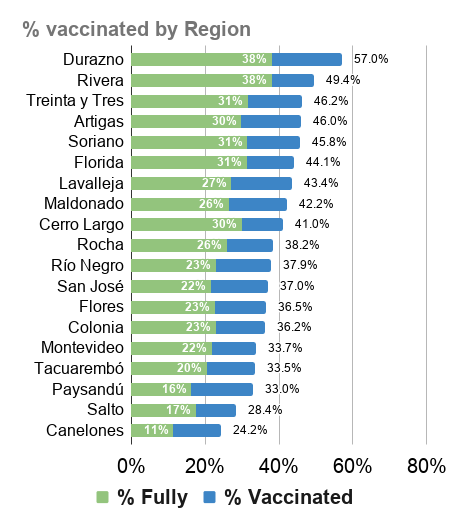 % vaccinated by Region
Durazno 38% 57.0%
Rivera 38% 49.4%
Treinta y Tres 31% 46.2%
Artigas 30% 46.0%
Soriano 31% 45.8%
Florida 31% 44.1%
Lavalleja 27% 43.4%
Maldonado 26% 42.2%
Cerro Largo 30% 41.0%
Rocha 26% 38.2%
Río Negro 23% 37.9%
San José 22% 37.0%
Flores 23% 36.5%
Colonia 23% 36.2%
Montevideo 22% 33.7%
Tacuarembó 20% 33.5%
Paysandú 16% 33.0%
Salto 17% 28.4%
Canelones 11% 24.2%
0% 20% 40% 60% 80%
% Fully % Vaccinated